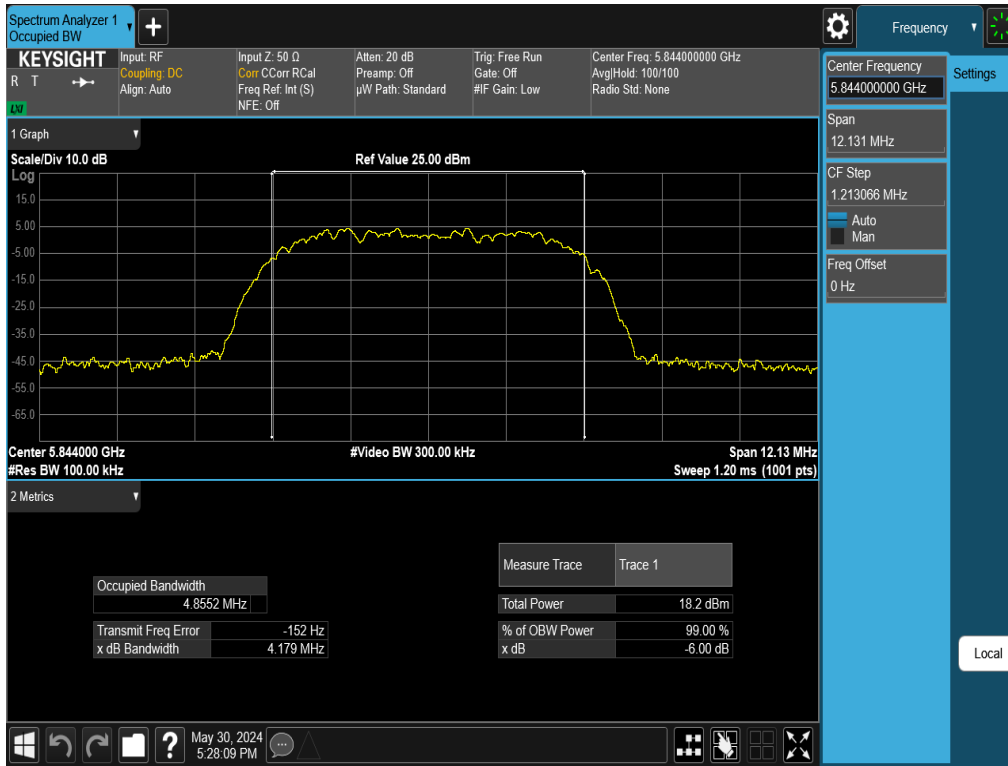 Spectrum Analyzer 1
Occupied BW
Frequency
KEYSIGHT
R T
LXI
Input: RF
Coupling: DC
Align: Auto
Input Z: 50 Ω
Corr CCorr RCal
Freq Ref: Int (S)
NFE: Off
Atten: 20 dB
Preamp: Off
µW Path: Standard
Trig: Free Run
Gate: Off
#IF Gain: Low
Center Freq: 5.844000000 GHz
Avg|Hold: 100/100
Radio Std: None
Center Frequency
5.844000000 GHz
Settings
Span
12.131 MHz
CF Step
1.213066 MHz
Auto
Man
Freq Offset
0 Hz
Local
1 Graph
Scale/Div 10.0 dB
Ref Value 25.00 dBm
Log
15.0
5.00
-5.00
-15.0
-25.0
-35.0
-45.0
-55.0
-65.0
Center 5.844000 GHz
#Video BW 300.00 kHz
Span 12.13 MHz
#Res BW 100.00 kHz
Sweep 1.20 ms (1001 pts)
2 Metrics
Measure Trace Trace 1
Occupied Bandwidth
4.8552 MHz
Total Power 18.2 dBm
Transmit Freq Error -152 Hz
% of OBW Power 99.00 %
x dB Bandwidth 4.179 MHz
x dB -6.00 dB
?
May 30, 2024
5:28:09 PM